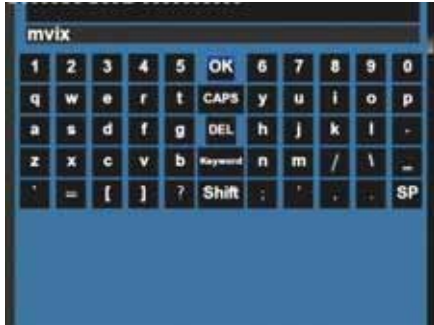 mvix
1 2 3 4 5 OK 6 7 8 9 0
q w e r t CAPS y u i o p
a s d f g DEL h j k l -
z x c v b Keyword n m / \ _
` = [ ] ? Shift ; ' , . SP